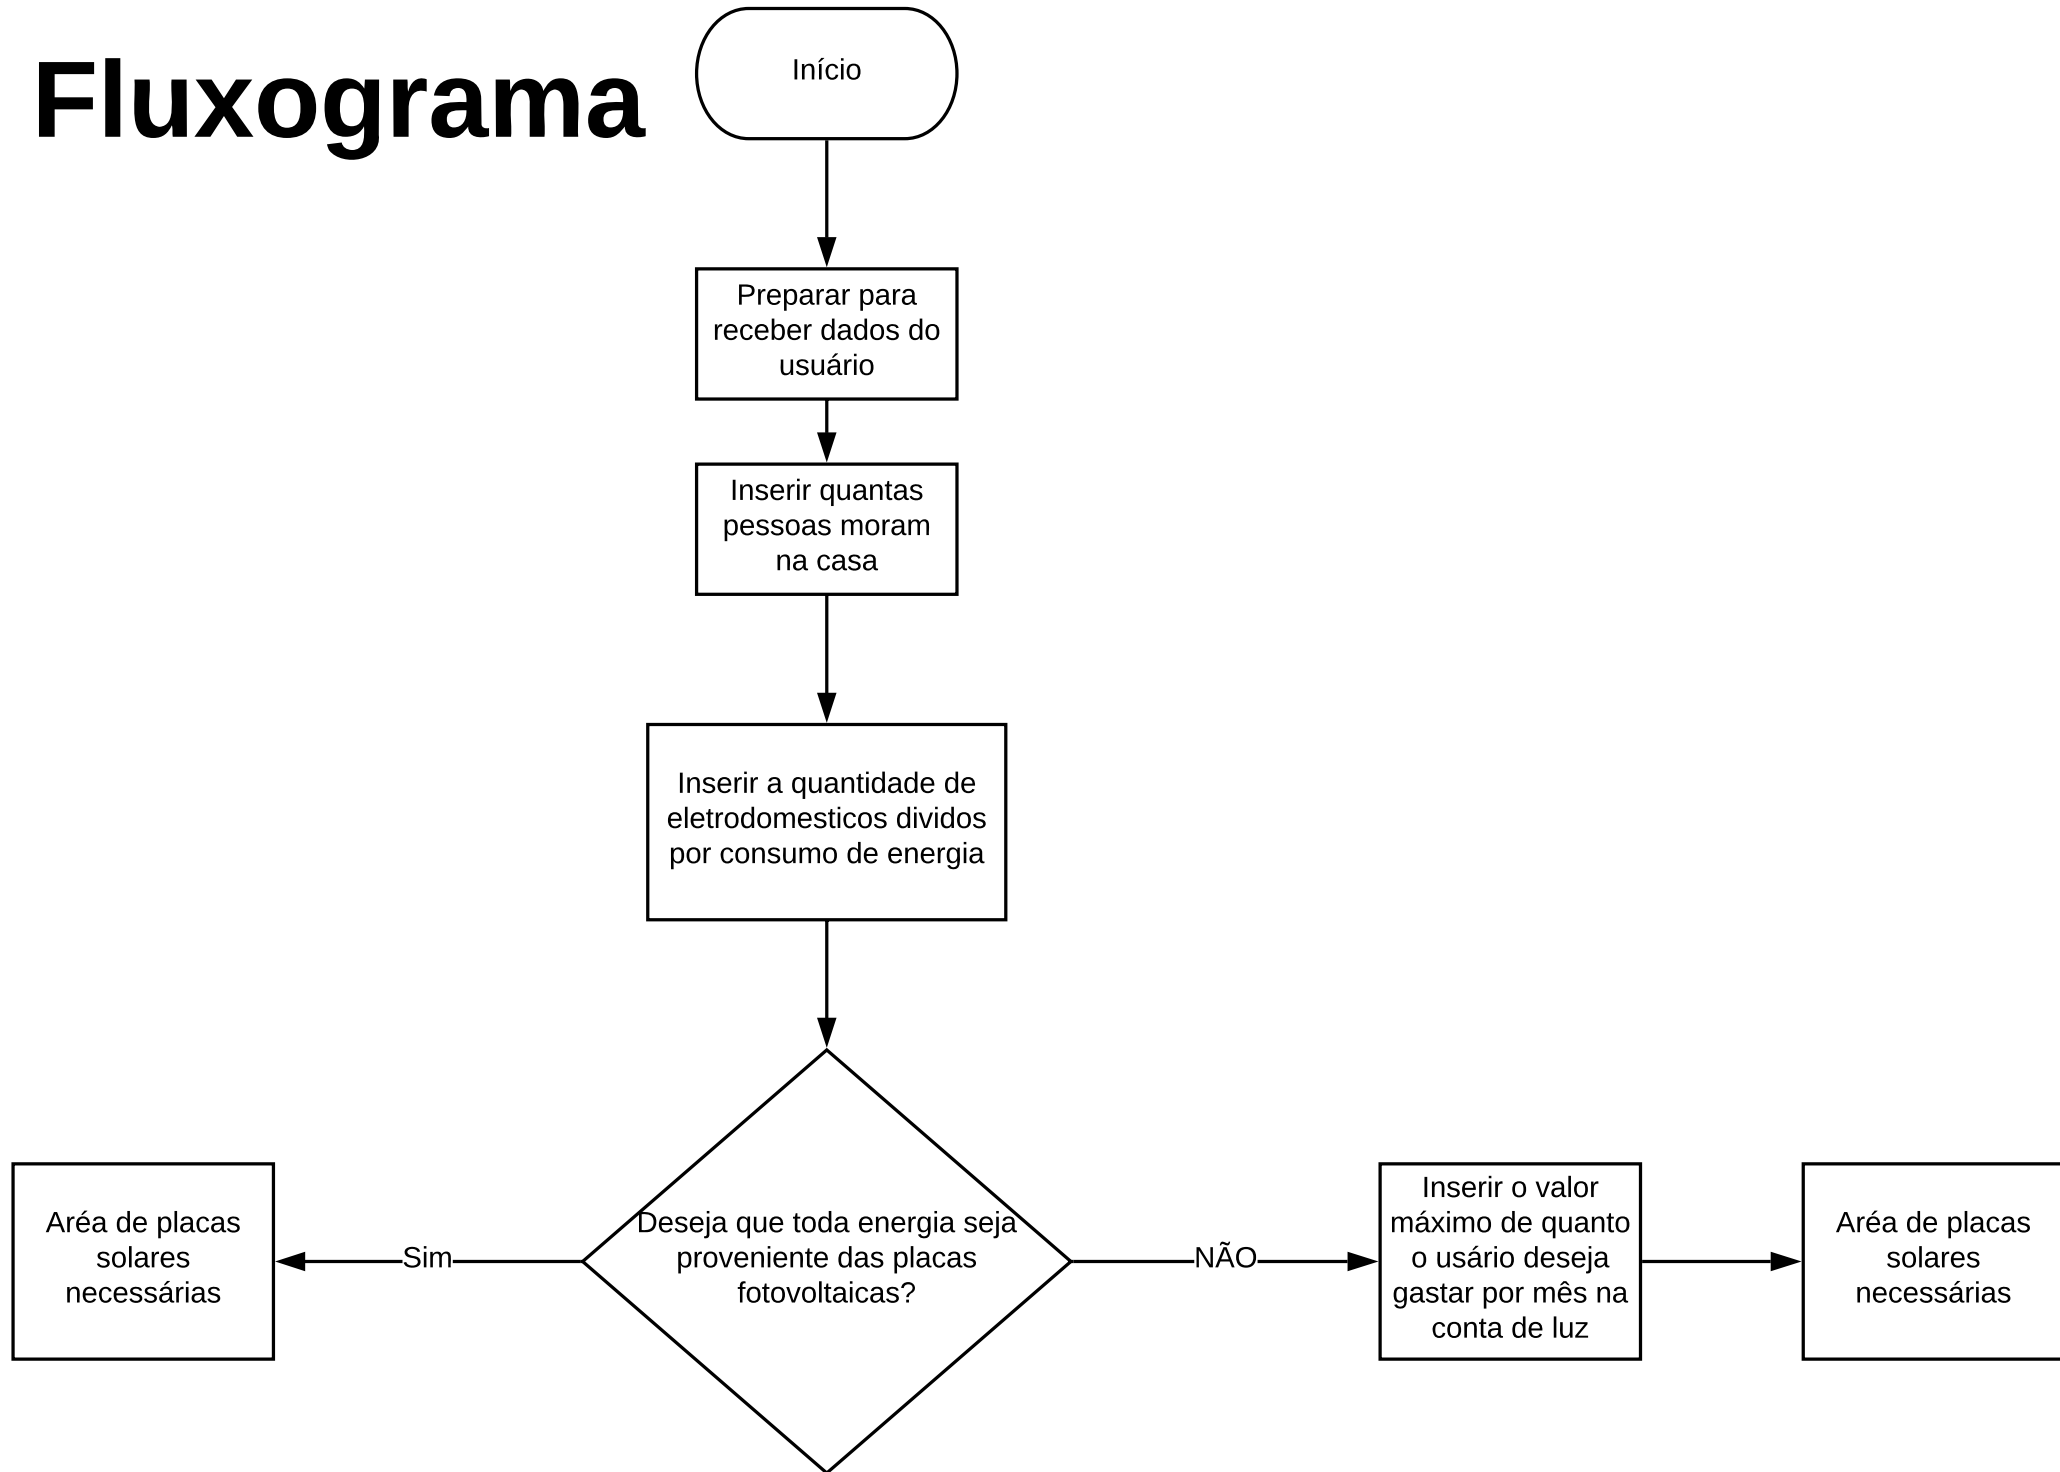 Fluxograma
Início
Preparar para
receber dados do
usuário
Inserir quantas
pessoas moram
na casa
Inserir a quantidade de
eletrodomesticos dividos
por consumo de energia
Deseja que toda energia seja
proveniente das placas
fotovoltaicas?
Sim
Aréa de placas
solares
necessárias
NÃO
Inserir o valor
máximo de quanto
o usário deseja
gastar por mês na
conta de luz
Aréa de placas
solares
necessárias